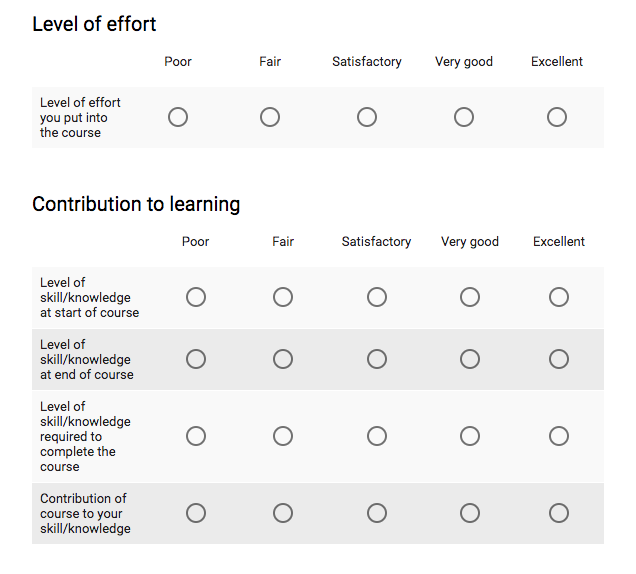 Level of effort
Poor Fair Satisfactory Very good Excellent
Level of effort
you put into
the course
Contribution to learning
Poor Fair Satisfactory Very good Excellent
Level of
skill/knowledge
at start of course
Level of
skill/knowledge
at end of course
Level of
skill/knowledge
required to
complete the
course
Contribution of
course to your
skill/knowledge